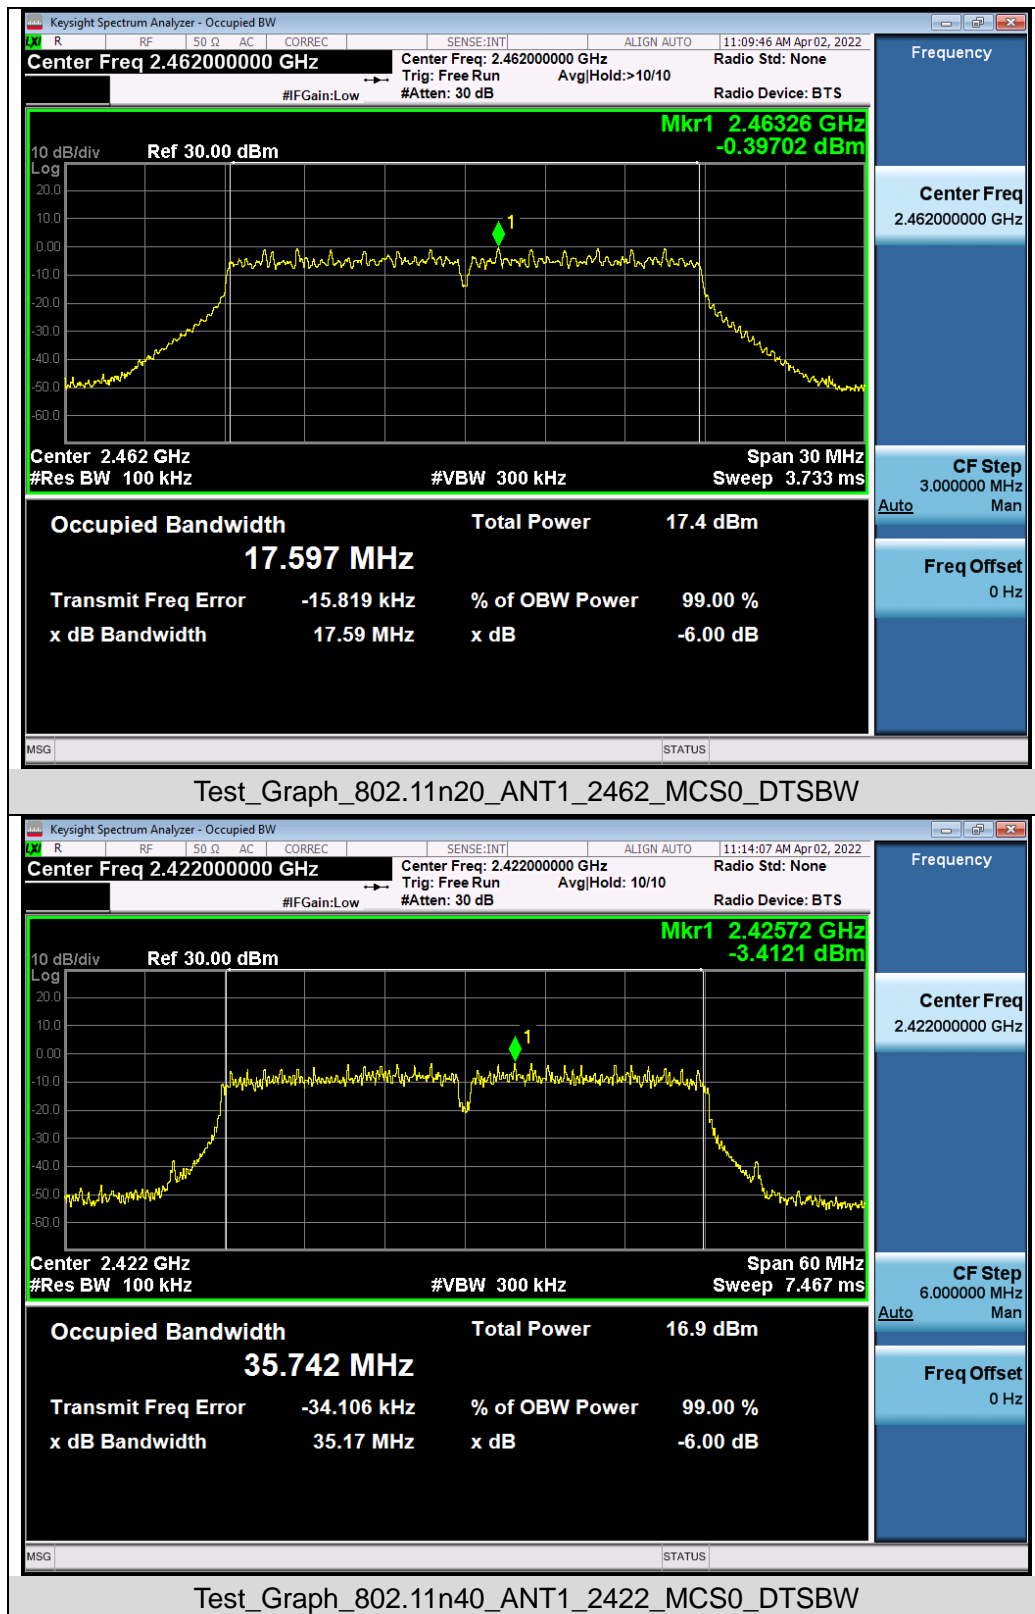 Keysight Spectrum Analyzer - Occupied BW
LXI R RF 50 Ω AC CORREC SENSE:INT ALIGN AUTO 11:09:46 AM Apr 02, 2022
Center Freq 2.462000000 GHz
Center Freq: 2.462000000 GHz
Radio Std: None
Trig: Free Run Avg|Hold:>10/10
#IFGain:Low
#Atten: 30 dB
Radio Device: BTS
Frequency
Mkr1 2.46326 GHz
-0.39702 dBm
10 dB/div Ref 30.00 dBm
Log
20.0
10.0
0.00
-10.0
-20.0
-30.0
-40.0
-50.0
-60.0
1
Center Freq
2.462000000 GHz
Center 2.462 GHz
Span 30 MHz
#Res BW 100 kHz
#VBW 300 kHz
Sweep 3.733 ms
CF Step
3.000000 MHz
Auto Man
Occupied Bandwidth
Total Power 17.4 dBm
17.597 MHz
Freq Offset
0 Hz
Transmit Freq Error -15.819 kHz
% of OBW Power 99.00 %
x dB Bandwidth 17.59 MHz
x dB -6.00 dB
MSG STATUS
Test_Graph_802.11n20_ANT1_2462_MCS0_DTSBW
Keysight Spectrum Analyzer - Occupied BW
LXI R RF 50 Ω AC CORREC SENSE:INT ALIGN AUTO 11:14:07 AM Apr 02, 2022
Center Freq 2.422000000 GHz
Center Freq: 2.422000000 GHz
Radio Std: None
Trig: Free Run Avg|Hold: 10/10
#IFGain:Low
#Atten: 30 dB
Radio Device: BTS
Frequency
Mkr1 2.42572 GHz
-3.4121 dBm
10 dB/div Ref 30.00 dBm
Log
20.0
10.0
0.00
-10.0
-20.0
-30.0
-40.0
-50.0
-60.0
1
Center Freq
2.422000000 GHz
Center 2.422 GHz
Span 60 MHz
#Res BW 100 kHz
#VBW 300 kHz
Sweep 7.467 ms
CF Step
6.000000 MHz
Auto Man
Occupied Bandwidth
Total Power 16.9 dBm
35.742 MHz
Freq Offset
0 Hz
Transmit Freq Error -34.106 kHz
% of OBW Power 99.00 %
x dB Bandwidth 35.17 MHz
x dB -6.00 dB
MSG STATUS
Test_Graph_802.11n40_ANT1_2422_MCS0_DTSBW